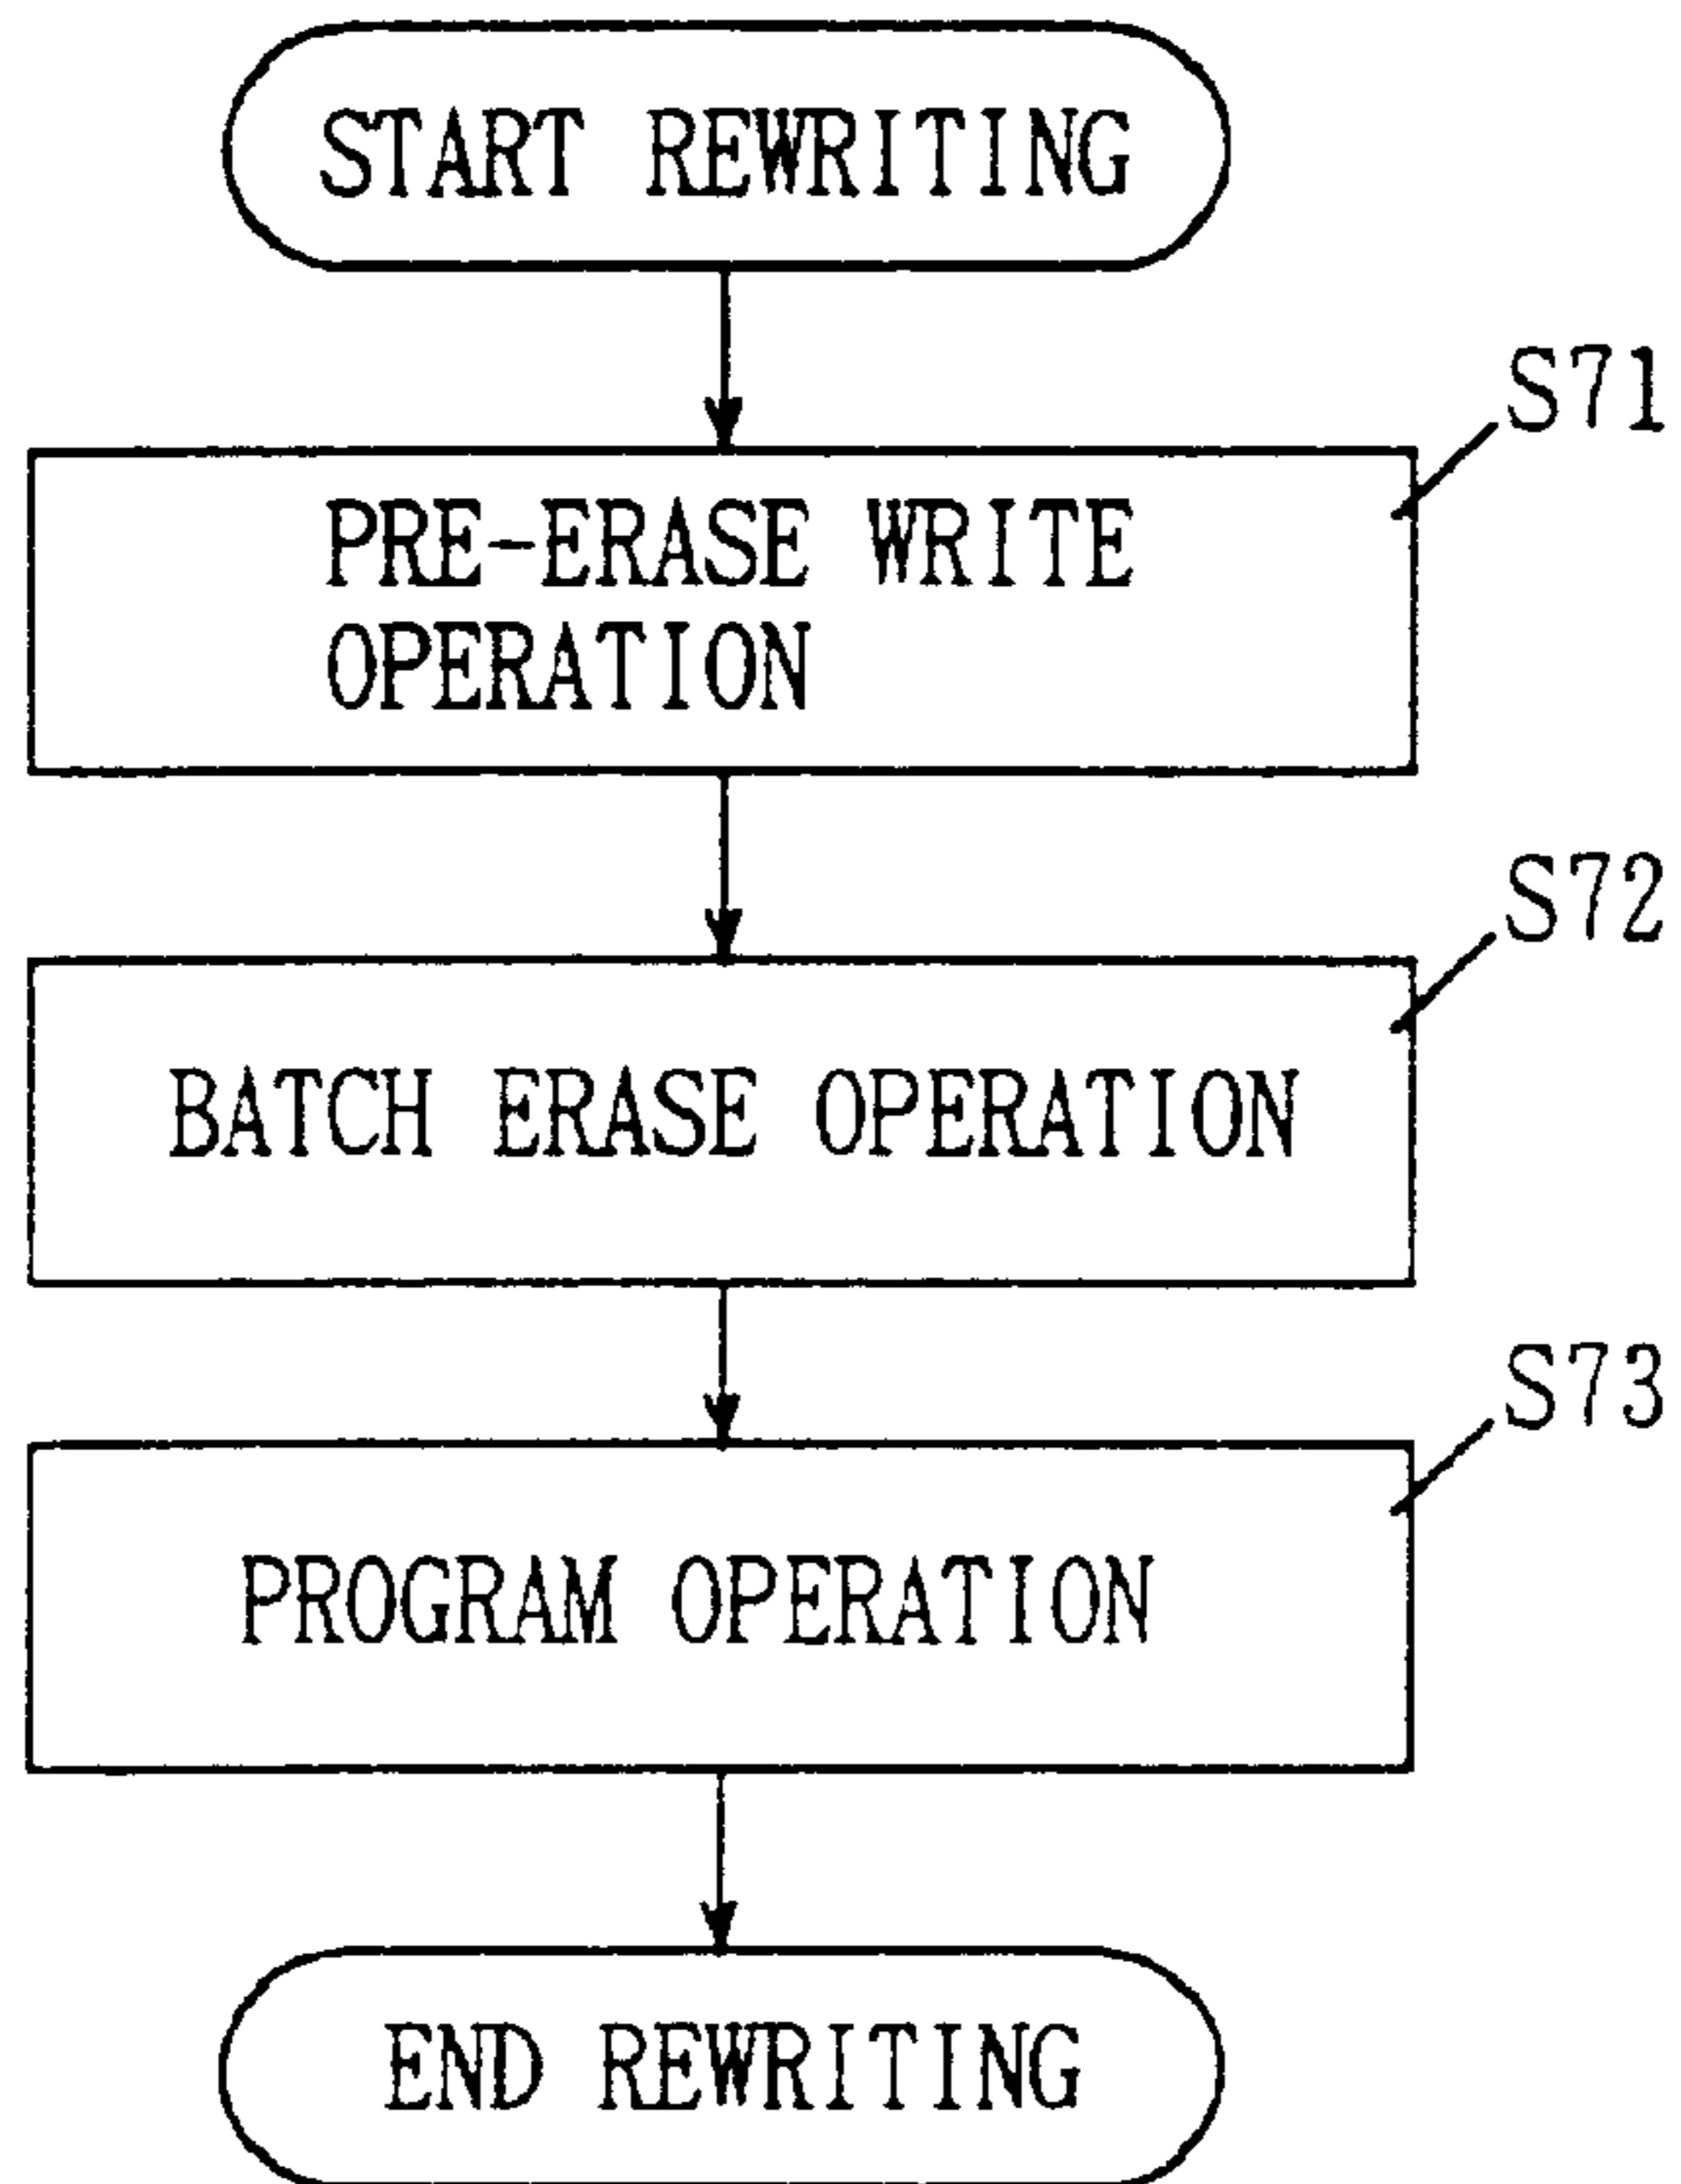 START REWRITING
S71
PRE-ERASE WRITE
OPERATION
S72
BATCH ERASE OPERATION
S73
PROGRAM OPERATION
END REWRITING